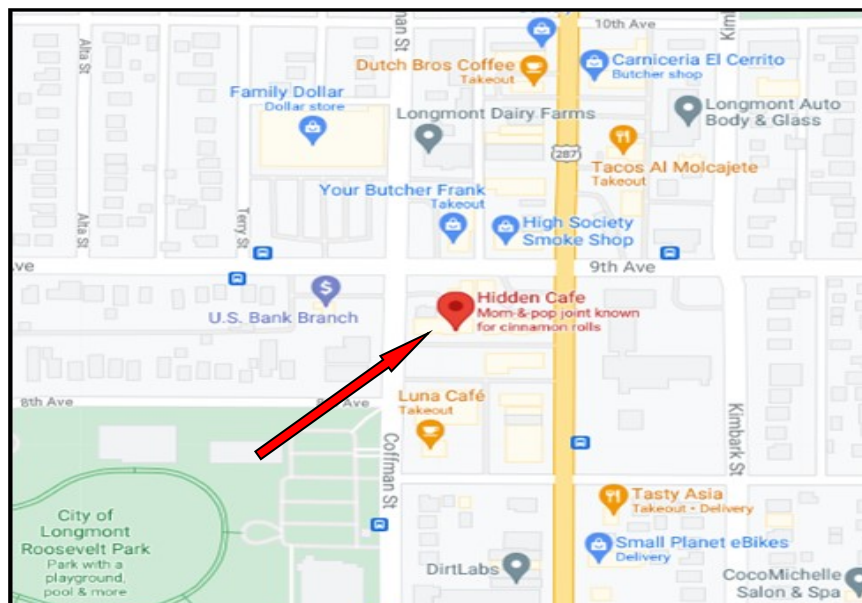 10th Ave
Alta St
Coffman St
Dutch Bros Coffee
Takeout
Carniceria El Cerrito
Butcher shop
Family Dollar
Dollar store
Longmont Dairy Farms
Longmont Auto
Body & Glass
287
Tacos Al Molcajete
Takeout
Your Butcher Frank
Takeout
Alta St
Terry St
High Society
Smoke Shop
9th Ave
Hidden Cafe
Mom-&-pop joint known
for cinnamon rolls
$
U.S. Bank Branch
8th Ave
Luna Café
Takeout
Coffman St
Kimbark St
City of
Longmont
Roosevelt Park
Park with a
playground,
pool & more
Tasty Asia
Takeout • Delivery
Small Planet eBikes
Delivery
DirtLabs
CocoMichelle
Salon & Spa